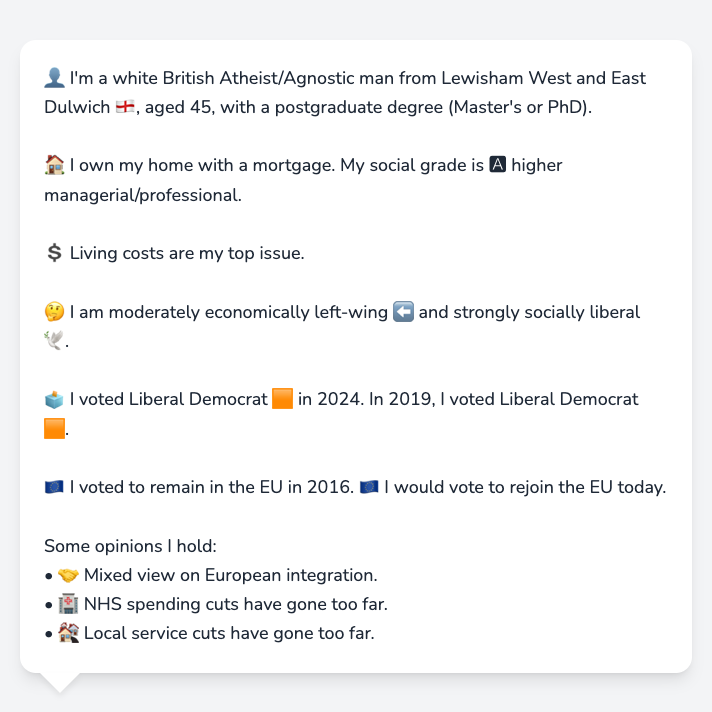 👤 I'm a white British Atheist/Agnostic man from Lewisham West and East
Dulwich 🏴󠁧󠁢󠁥󠁮󠁧󠁿, aged 45, with a postgraduate degree (Master's or PhD).
🏠 I own my home with a mortgage. My social grade is 🅰 higher
managerial/professional.
💲 Living costs are my top issue.
🤔 I am moderately economically left-wing ⬅️ and strongly socially liberal
🕊️.
🗳️ I voted Liberal Democrat 🟧 in 2024. In 2019, I voted Liberal Democrat
🟧.
🇪🇺 I voted to remain in the EU in 2016. 🇪🇺 I would vote to rejoin the EU today.
Some opinions I hold:
• 🤝 Mixed view on European integration.
• 🏥 NHS spending cuts have gone too far.
• 🏘️ Local service cuts have gone too far.